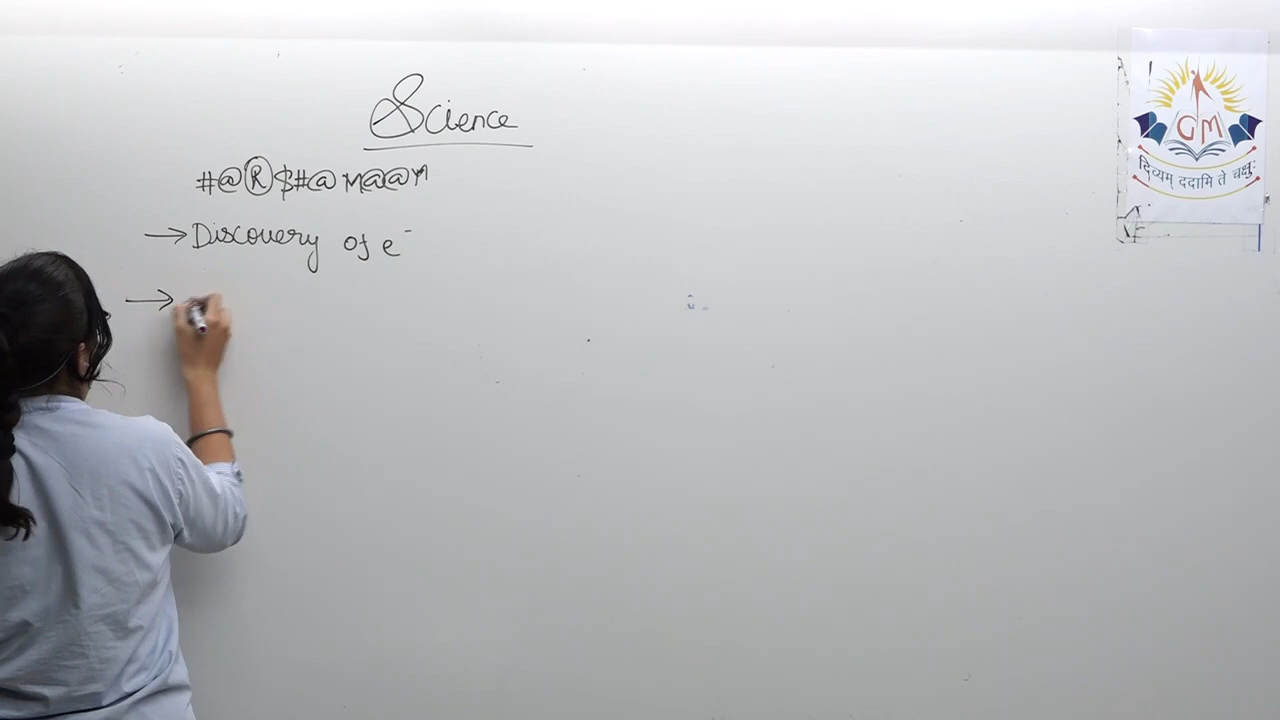 Science
#@®$#@ M@@M
→ Discovery of e⁻
→
GM
दिव्यम् ददामि ते चक्षुः